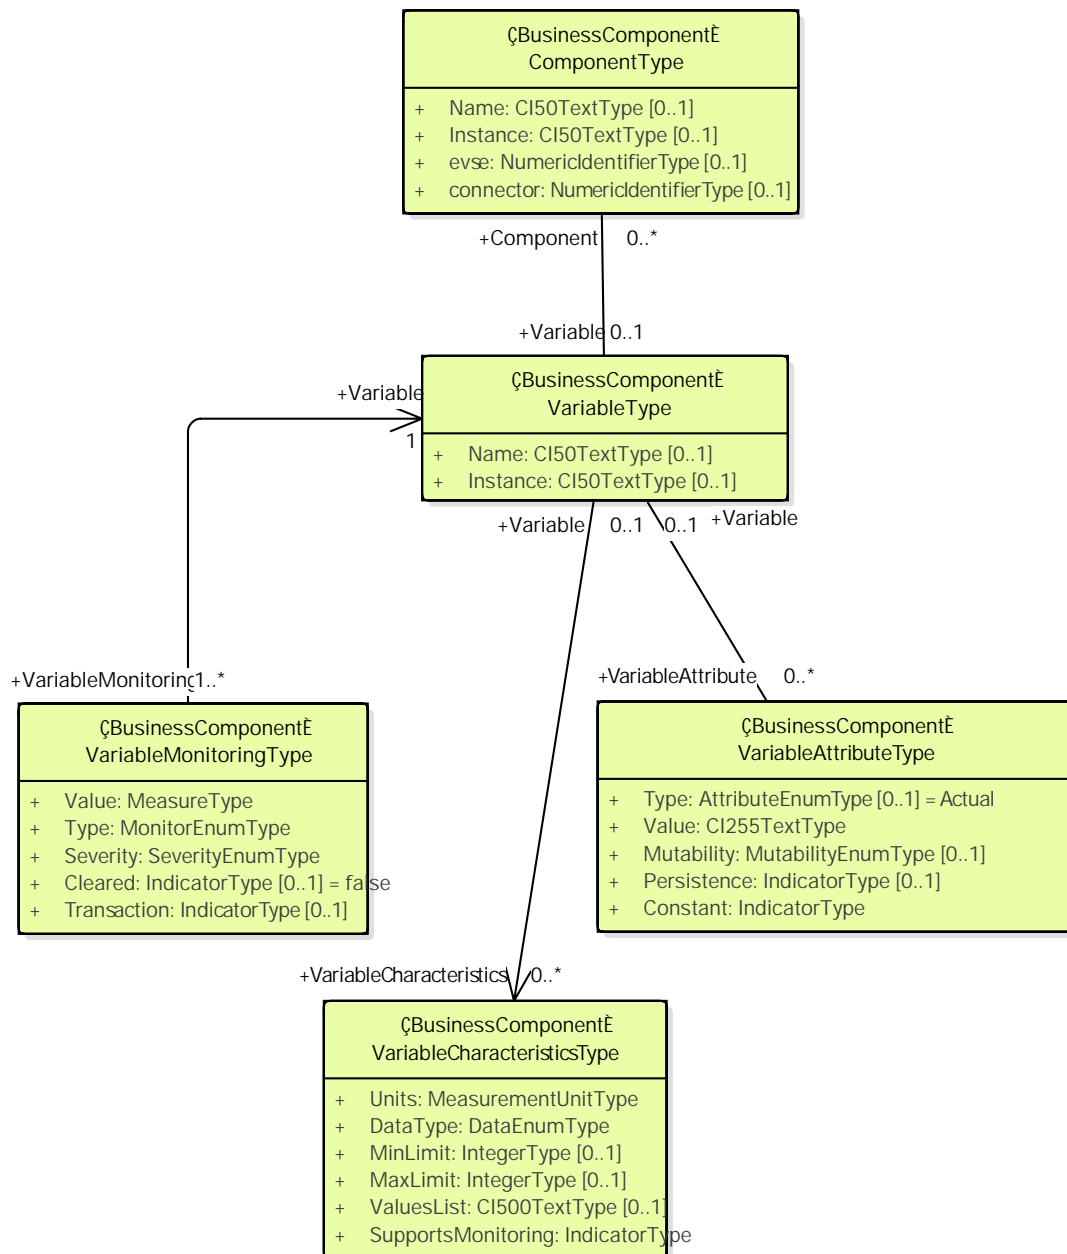 ÇBusinessComponentÈ
ComponentType
+ Name: CI50TextType [0..1]
+ Instance: CI50TextType [0..1]
+ evse: NumericIdentifierType [0..1]
+ connector: NumericIdentifierType [0..1]
+Component 0..*
+Variable 0..1
ÇBusinessComponentÈ
VariableType
+ Name: CI50TextType [0..1]
+ Instance: CI50TextType [0..1]
+Variable
1
+Variable 0..1
0..1 +Variable
+VariableMonitoring 1..*
ÇBusinessComponentÈ
VariableMonitoringType
+ Value: MeasureType
+ Type: MonitorEnumType
+ Severity: SeverityEnumType
+ Cleared: IndicatorType [0..1] = false
+ Transaction: IndicatorType [0..1]
+VariableAttribute 0..*
ÇBusinessComponentÈ
VariableAttributeType
+ Type: AttributeEnumType [0..1] = Actual
+ Value: CI255TextType
+ Mutability: MutabilityEnumType [0..1]
+ Persistence: IndicatorType [0..1]
+ Constant: IndicatorType
+VariableCharacteristics 0..*
ÇBusinessComponentÈ
VariableCharacteristicsType
+ Units: MeasurementUnitType
+ DataType: DataEnumType
+ MinLimit: IntegerType [0..1]
+ MaxLimit: IntegerType [0..1]
+ ValuesList: CI500TextType [0..1]
+ SupportsMonitoring: IndicatorType